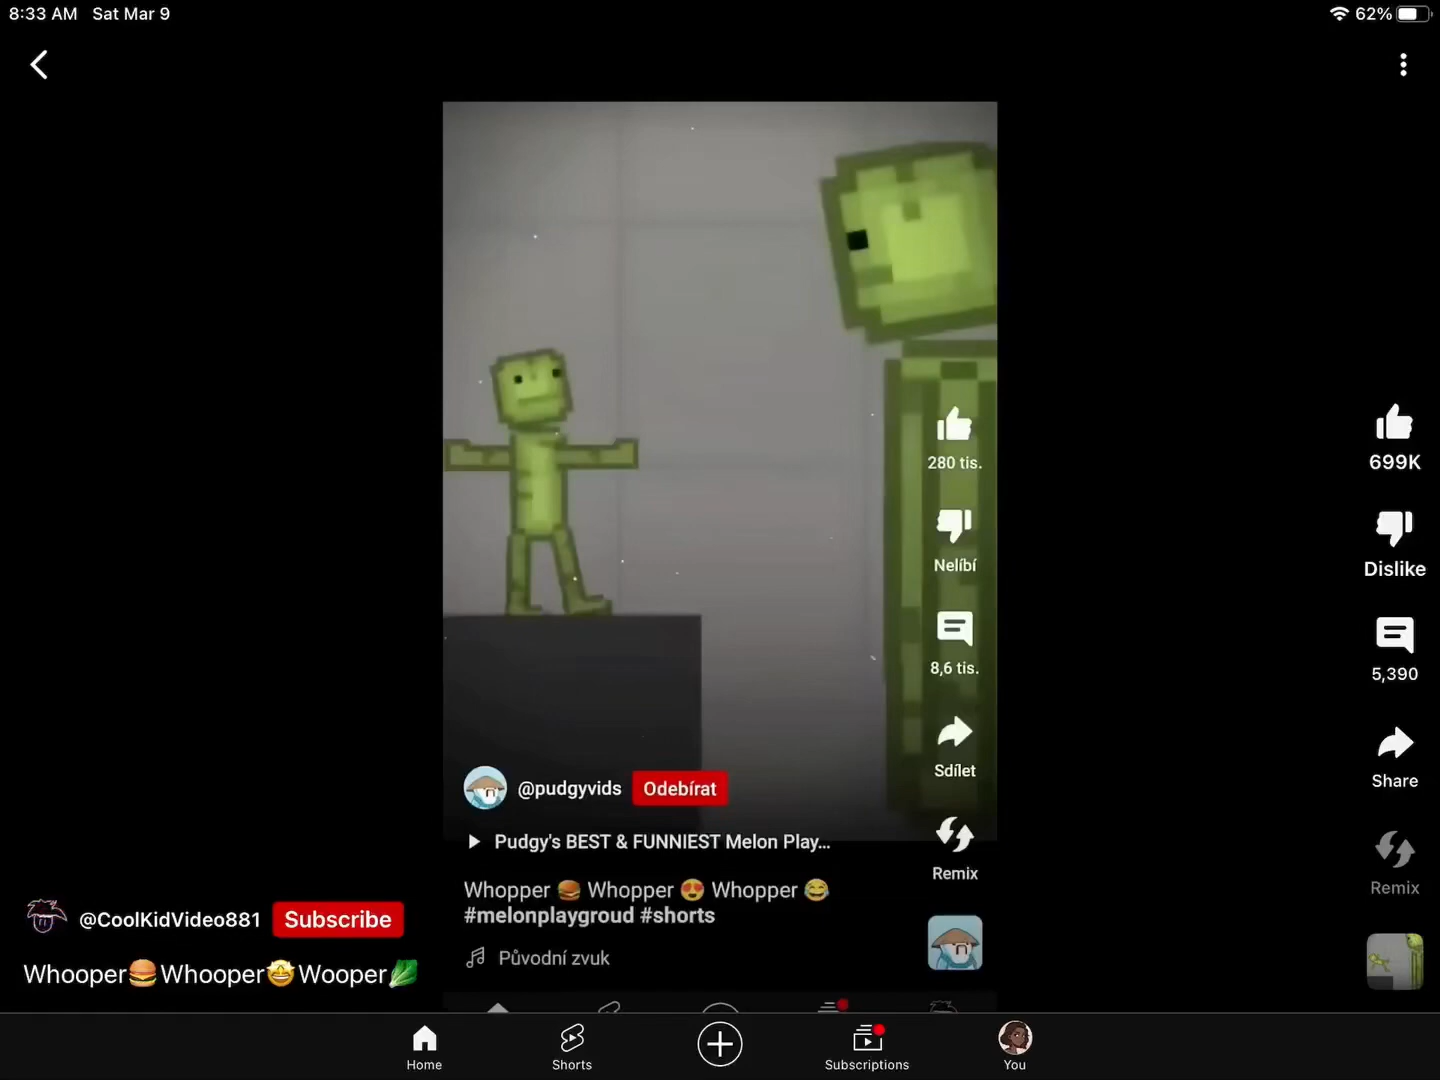 8:33 AM Sat Mar 9
62%
280 tis.
Nelíbí
8,6 tis.
Sdílet
Remix
699K
Dislike
5,390
Share
Remix
@pudgyvids Odebírat
Pudgy's BEST & FUNNIEST Melon Play...
Whopper 🍔 Whopper 😍 Whopper 😂
#melonplaygroud #shorts
Původní zvuk
@CoolKidVideo881 Subscribe
Whooper🍔Whooper🤩Wooper🥬
Home
Shorts
Subscriptions
You